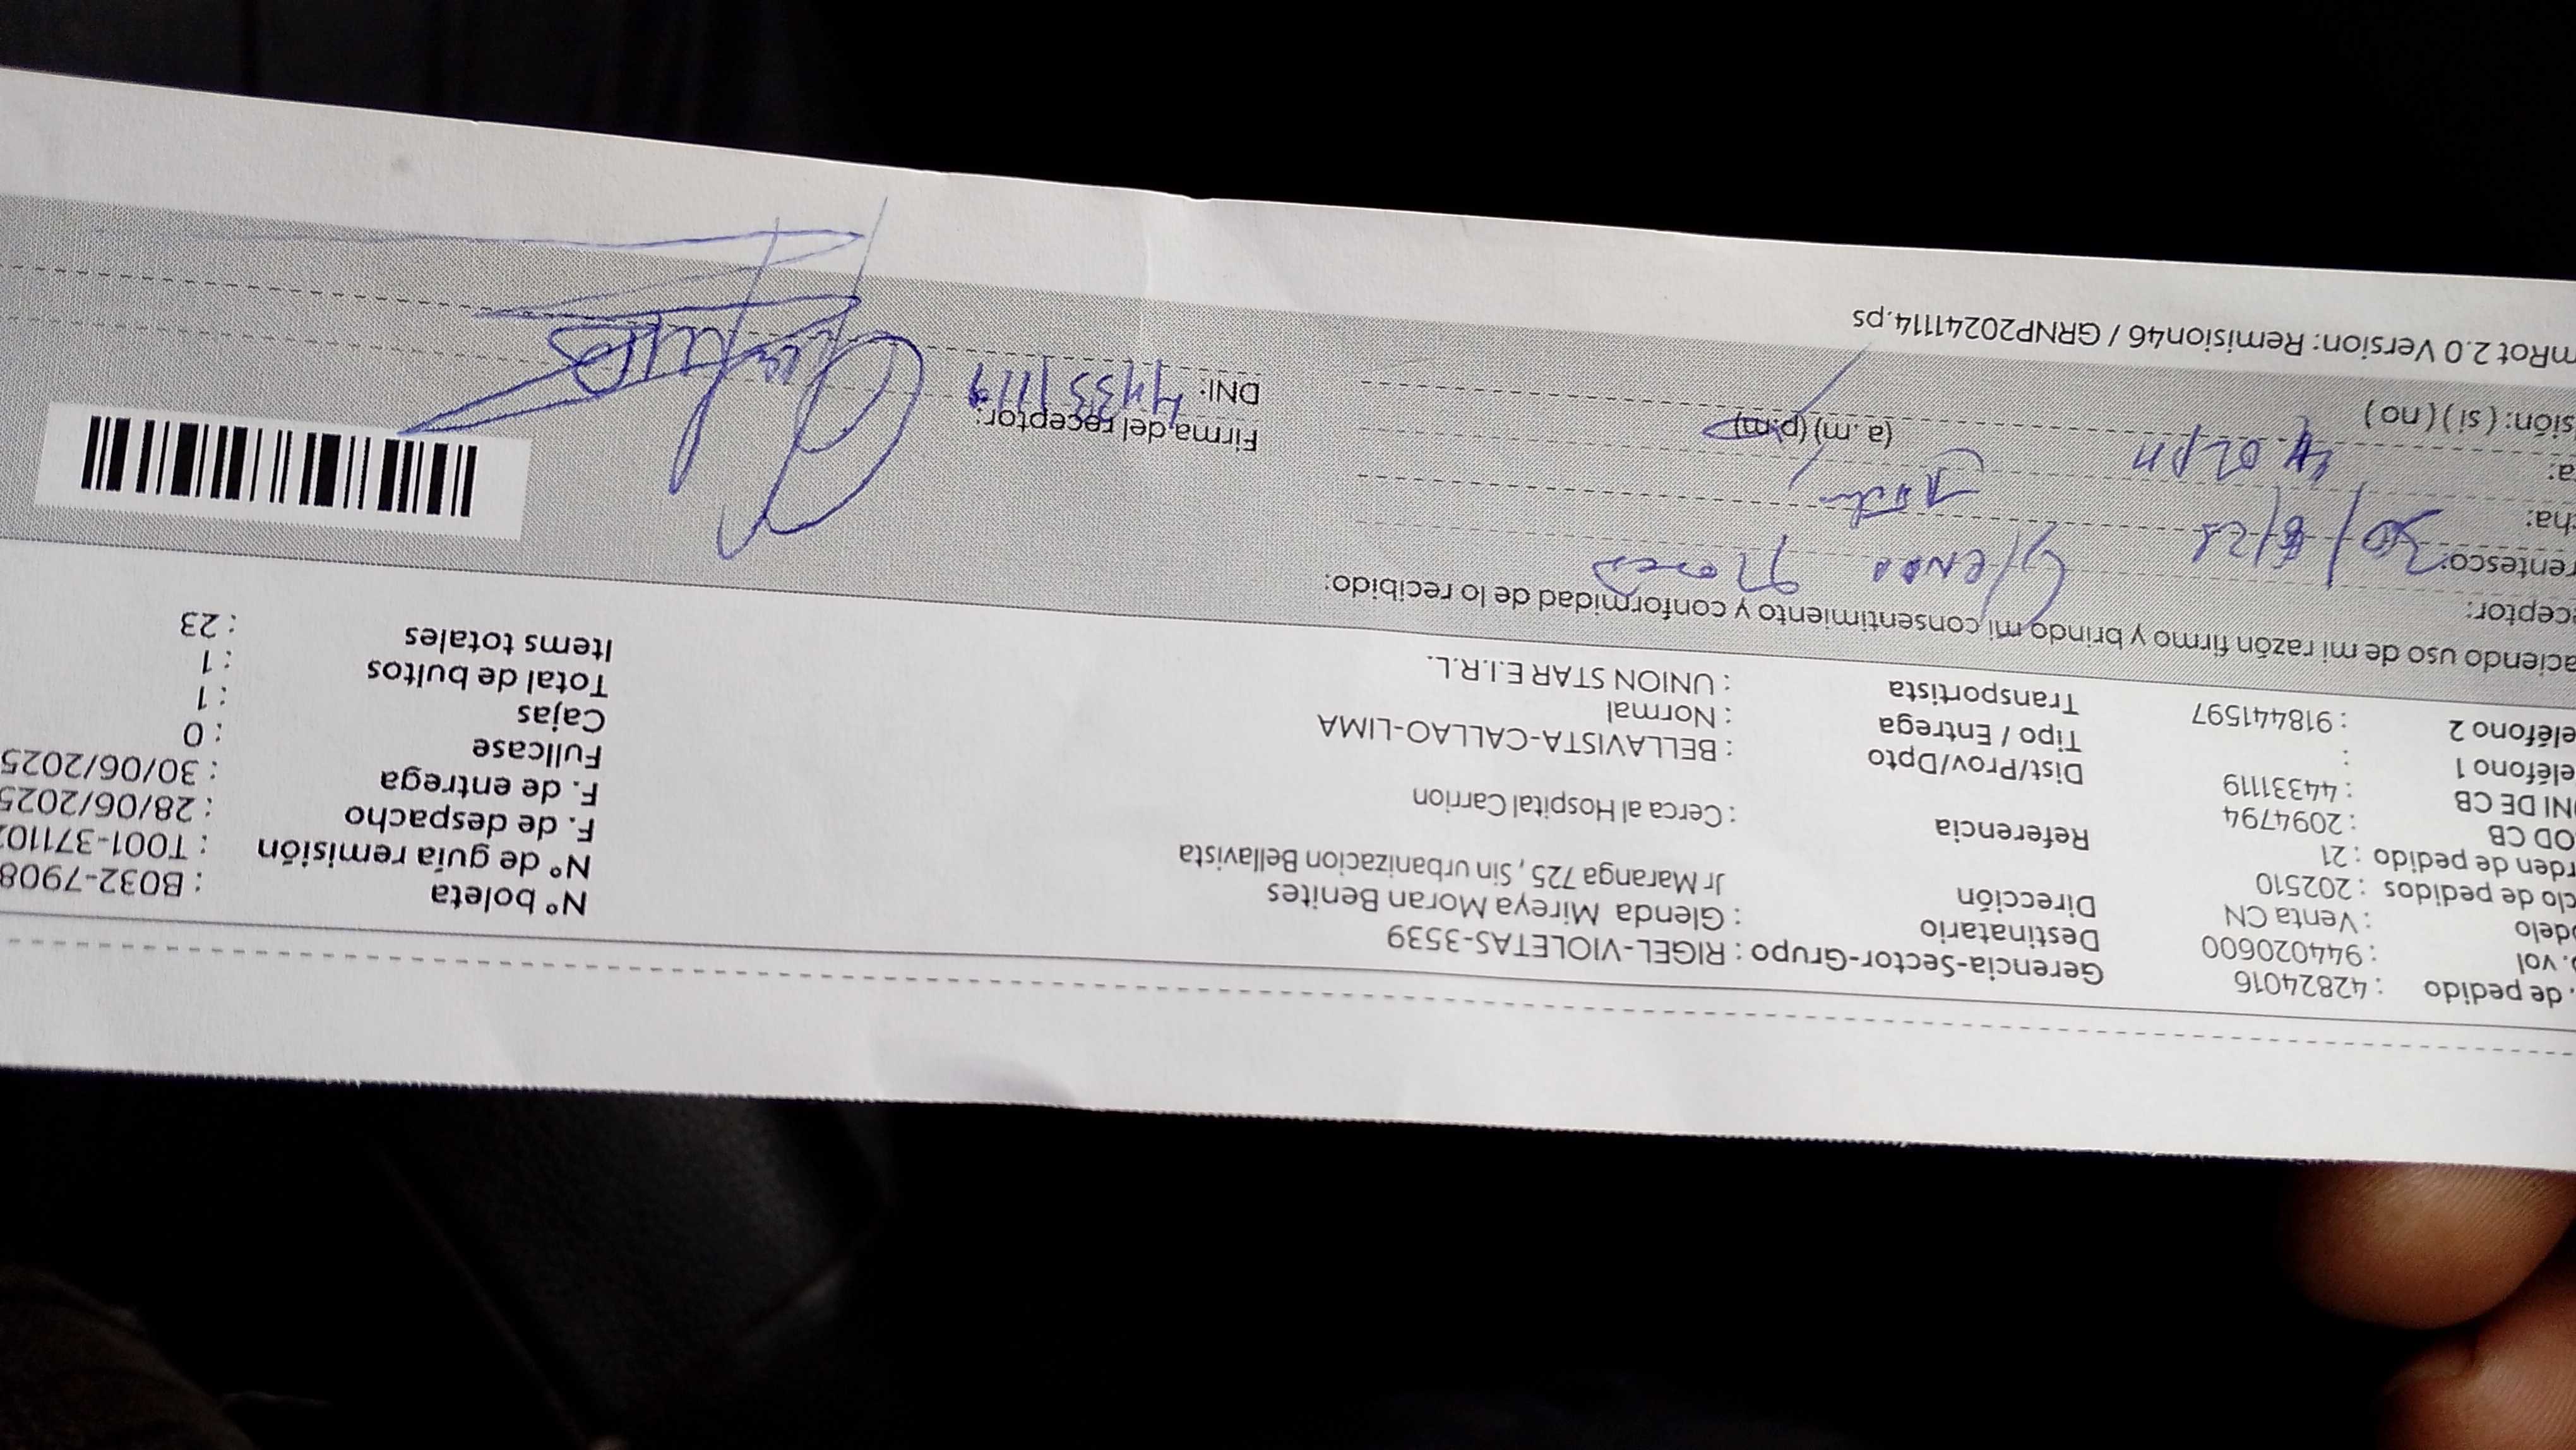 . de pedido : 42824016 Gerencia-Sector-Grupo : RIGEL-VIOLETAS-3539 Nº boleta : B032-7908
. vol : 944020600 Destinatario : Glenda Mireya Moran Benites Nº de guía remisión : T001-37110
delo : Venta CN Dirección Jr Maranga 725 , Sin urbanizacion Bellavista F. de despacho : 28/06/2025
clo de pedidos : 202510 Referencia : Cerca al Hospital Carrion F. de entrega : 30/06/2025
rden de pedido : 21 Dist/Prov/Dpto : BELLAVISTA-CALLAO-LIMA Fullcase : 0
OD CB : 2094794 Tipo / Entrega : Normal Cajas : 1
NI DE CB : 44331119 Transportista : UNION STAR E.I.R.L. Total de bultos : 1
eléfono 1 : Items totales : 23
eléfono 2 : 918441597
aciendo uso de mi razón firmo y brindo mi consentimiento y conformidad de lo recibido:
ceptor: Glenda
rentesco:
cha: 30/6/25
a: (a.m) (p.m) Firma del receptor:
sión: ( si ) ( no ) DNI: 44331119
mRot 2.0 Version: Remision46 / GRNP20241114.ps